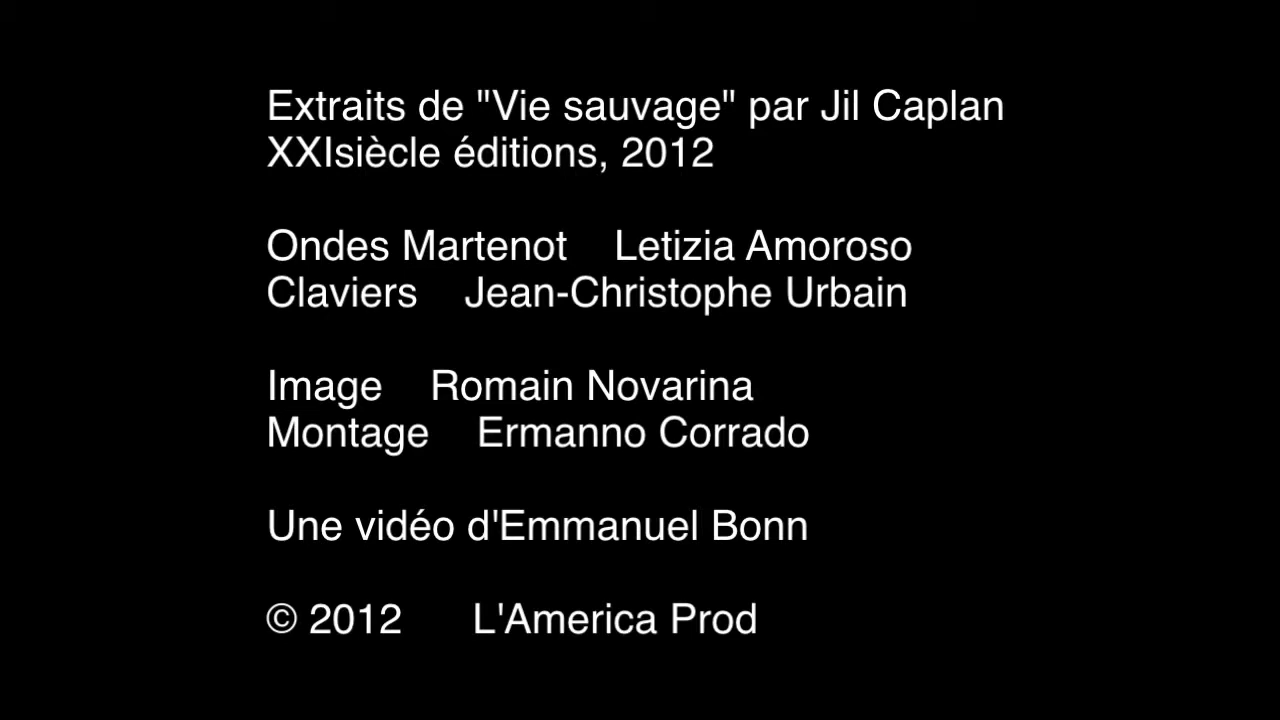 Extraits de "Vie sauvage" par Jil Caplan
XXIsiècle éditions, 2012
Ondes Martenot Letizia Amoroso
Claviers Jean-Christophe Urbain
Image Romain Novarina
Montage Ermanno Corrado
Une vidéo d'Emmanuel Bonn
© 2012 L'America Prod